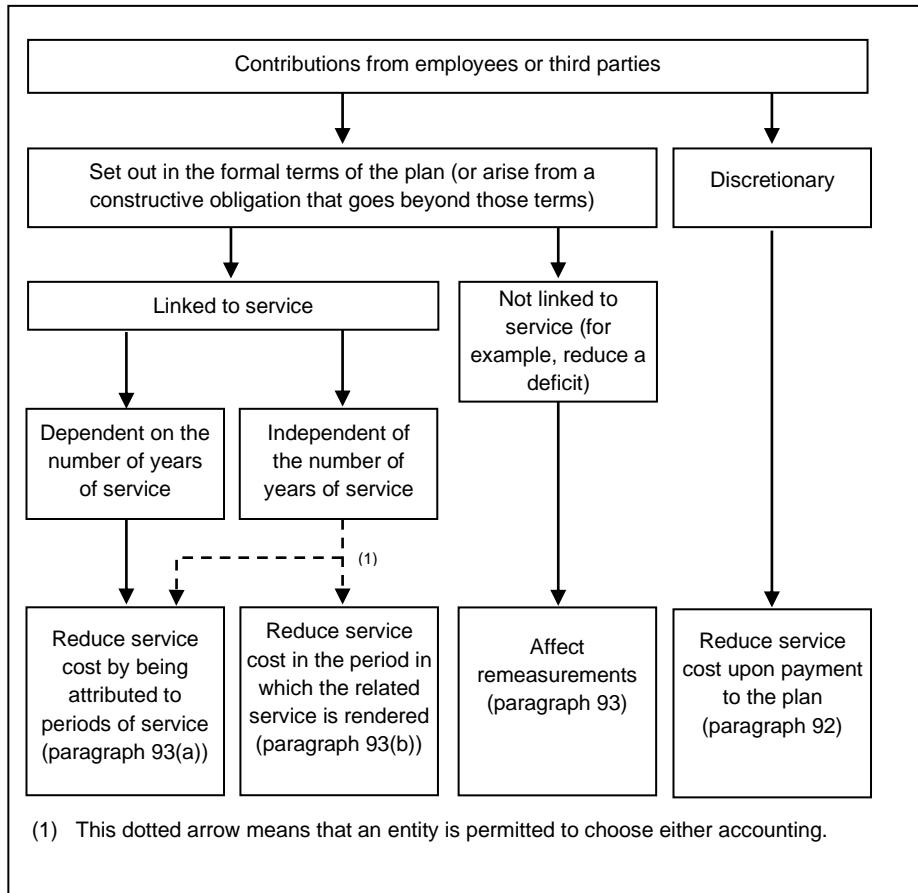 Contributions from employees or third parties
Set out in the formal terms of the plan (or arise from a
constructive obligation that goes beyond those terms)
Discretionary
Linked to service
Not linked to
service (for
example, reduce a
deficit)
Dependent on the
number of years
of service
Independent of
the number of
years of service
(1)
Reduce service
cost by being
attributed to
periods of service
(paragraph 93(a))
Reduce service
cost in the period in
which the related
service is rendered
(paragraph 93(b))
Affect
remeasurements
(paragraph 93)
Reduce service
cost upon payment
to the plan
(paragraph 92)
(1) This dotted arrow means that an entity is permitted to choose either accounting.